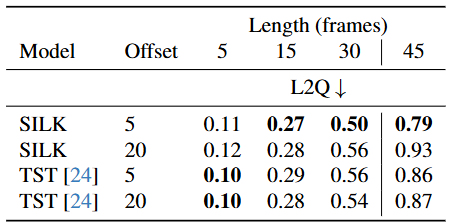 Length (frames)
Model Offset 5 15 30 45
L2Q ↓
SILK 5 0.11 0.27 0.50 0.79
SILK 20 0.12 0.28 0.56 0.93
TST [24] 5 0.10 0.29 0.56 0.86
TST [24] 20 0.10 0.28 0.54 0.87